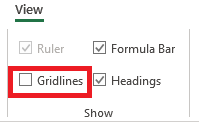 View
Ruler Formula Bar
Gridlines Headings
Show